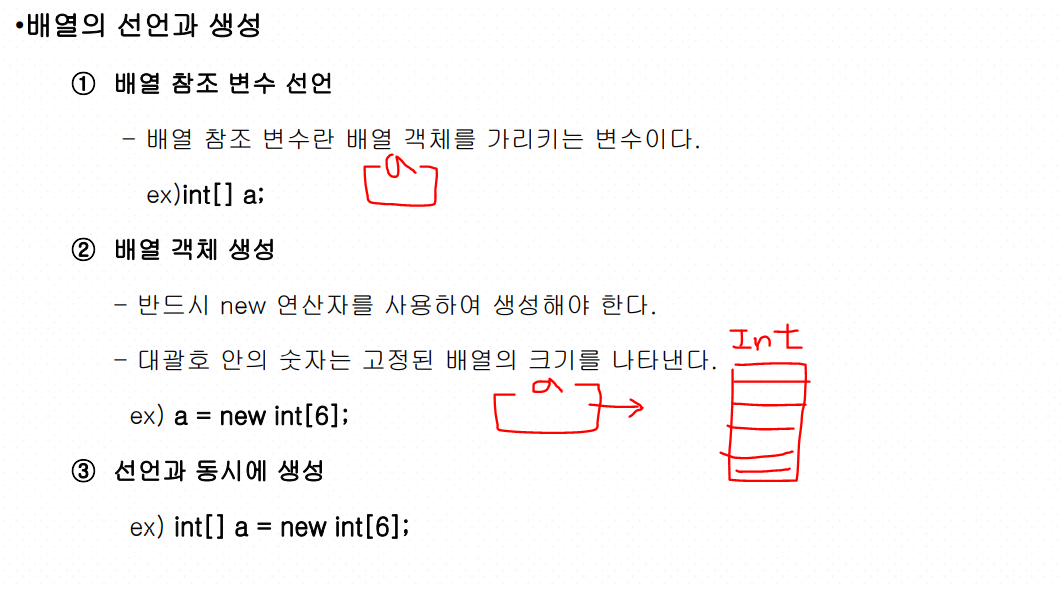 •배열의 선언과 생성
① 배열 참조 변수 선언
– 배열 참조 변수란 배열 객체를 가리키는 변수이다.
a
ex)int[] a;
② 배열 객체 생성
– 반드시 new 연산자를 사용하여 생성해야 한다.
Int
– 대괄호 안의 숫자는 고정된 배열의 크기를 나타낸다.
a
ex) a = new int[6];
③ 선언과 동시에 생성
ex) int[] a = new int[6];